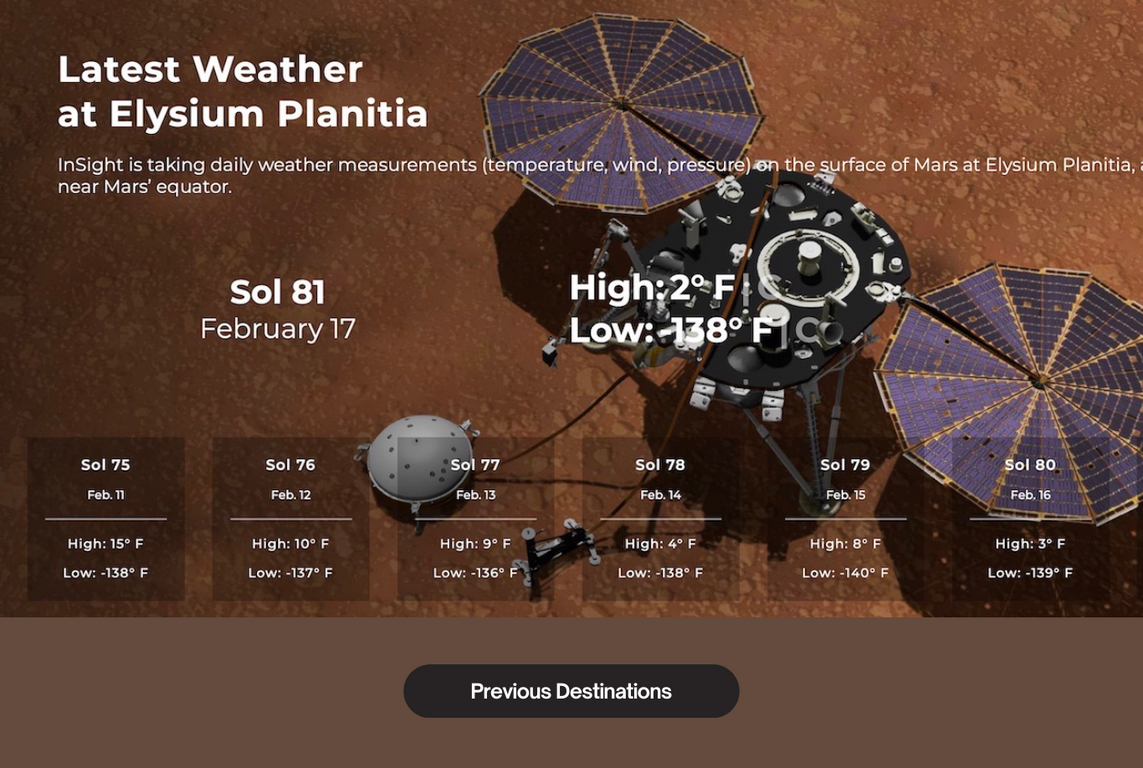 Latest Weather
at Elysium Planitia
InSight is taking daily weather measurements (temperature, wind, pressure) on the surface of Mars at Elysium Planitia,
near Mars’ equator.
Sol 81
February 17
High: 2° F | C
Low: -138° F | C
Sol 75
Feb. 11
High: 15° F
Low: -138° F
Sol 76
Feb. 12
High: 10° F
Low: -137° F
Sol 77
Feb. 13
High: 9° F
Low: -136° F
Sol 78
Feb. 14
High: 4° F
Low: -138° F
Sol 79
Feb. 15
High: 8° F
Low: -140° F
Sol 80
Feb. 16
High: 3° F
Low: -139° F
Previous Destinations